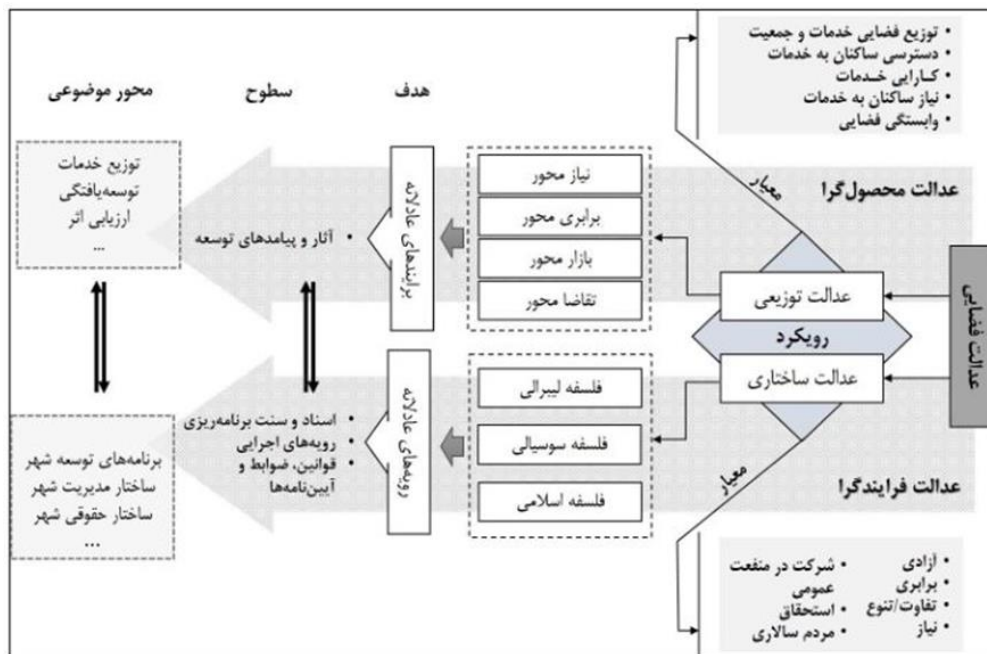 توزیع فضایی خدمات و جمعیت
دسترسی ساکنان به خدمات
کـارایی خـدمات
نیاز ساکنان به خدمات
وابستگی فضایی
هدف
سطوح
محور موضوعی
عدالت فضایی
عدالت محصول‌گرا
معیار
عدالت توزیعی
رویکرد
عدالت ساختاری
معیار
عدالت فرایندگرا
نیاز محور
برابری محور
بازار محور
تقاضا محور
برایندهای عادلانه
آثار و پیامدهای توسعه
توزیع خدمات
توسعه‌یافتگی
ارزیابی اثر
...
فلسفه لیبرالی
فلسفه سوسیالی
فلسفه اسلامی
رویه‌های عادلانه
اسناد و سنت برنامه‌ریزی
رویه‌های اجرایی
قوانین، ضوابط و
آیین‌نامه‌ها
برنامه‌های توسعه شهر
ساختار مدیریت شهر
ساختار حقوقی شهر
...
آزادی
برابری
تفاوت/تنوع
نیاز
شرکت در منفعت
عمومی
استحقاق
مردم سالاری